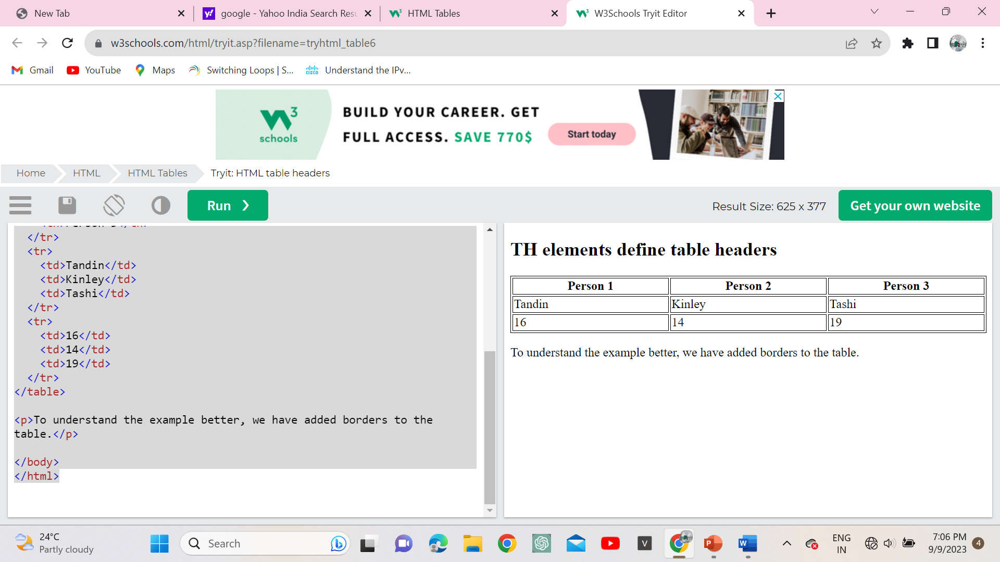 New Tab
google - Yahoo India Search Resu
HTML Tables
W3Schools Tryit Editor
w3schools.com/html/tryit.asp?filename=tryhtml_table6
Gmail
YouTube
Maps
Switching Loops | S...
Understand the IPv...
3
schools
BUILD YOUR CAREER. GET
FULL ACCESS. SAVE 770$
Start today
Home
HTML
HTML Tables
Tryit: HTML table headers
Run ❯
Result Size: 625 x 377
Get your own website
</tr>
<tr>
<td>Tandin</td>
<td>Kinley</td>
<td>Tashi</td>
</tr>
<tr>
<td>16</td>
<td>14</td>
<td>19</td>
</tr>
</table>
<p>To understand the example better, we have added borders to the
table.</p>
</body>
</html>
TH elements define table headers
Person 1 Person 2 Person 3
Tandin Kinley Tashi
16 14 19
To understand the example better, we have added borders to the table.
24°C
Partly cloudy
Search
V
P
W
ENG
IN
7:06 PM
9/9/2023
4